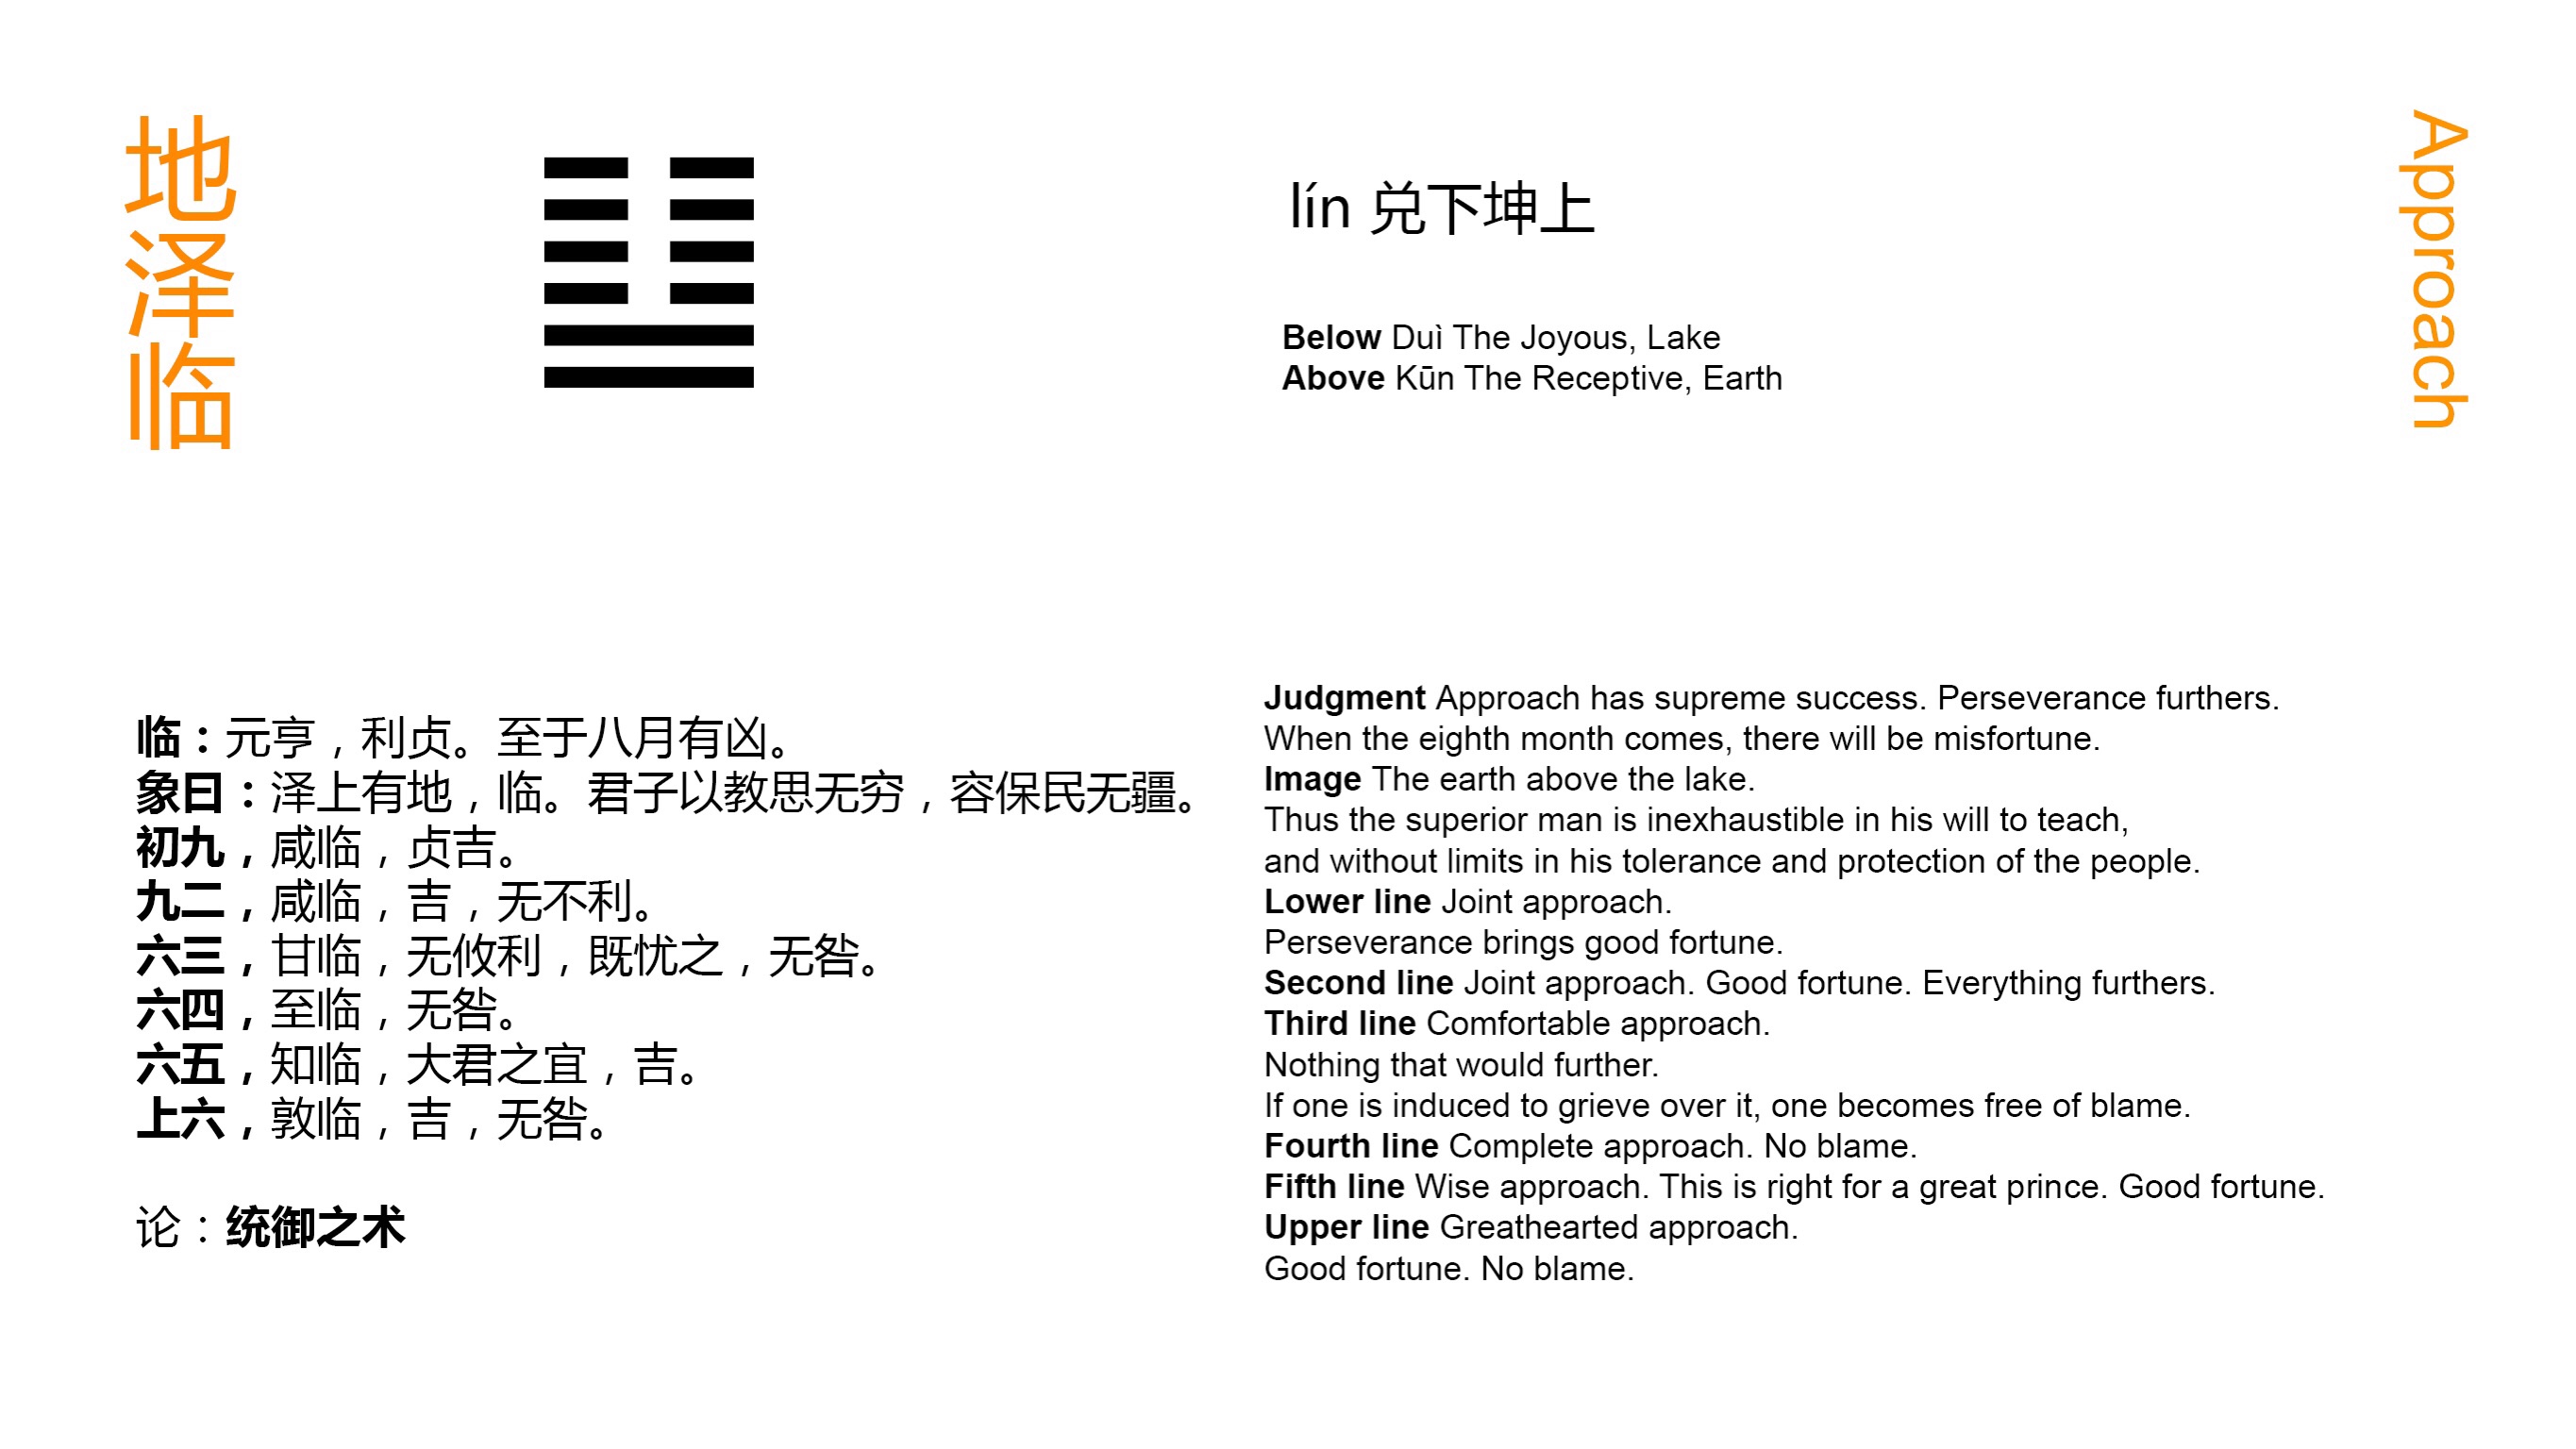 地泽临
lín 兑下坤上
Below Duì The Joyous, Lake
Above Kūn The Receptive, Earth
Approach
临：元亨，利贞。至于八月有凶。
象曰：泽上有地，临。君子以教思无穷，容保民无疆。
初九，咸临，贞吉。
九二，咸临，吉，无不利。
六三，甘临，无攸利，既忧之，无咎。
六四，至临，无咎。
六五，知临，大君之宜，吉。
上六，敦临，吉，无咎。
论：统御之术
Judgment Approach has supreme success. Perseverance furthers.
When the eighth month comes, there will be misfortune.
Image The earth above the lake.
Thus the superior man is inexhaustible in his will to teach,
and without limits in his tolerance and protection of the people.
Lower line Joint approach.
Perseverance brings good fortune.
Second line Joint approach. Good fortune. Everything furthers.
Third line Comfortable approach.
Nothing that would further.
If one is induced to grieve over it, one becomes free of blame.
Fourth line Complete approach. No blame.
Fifth line Wise approach. This is right for a great prince. Good fortune.
Upper line Greathearted approach.
Good fortune. No blame.